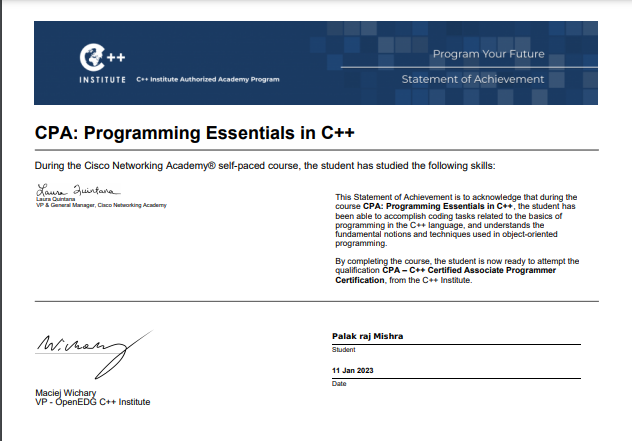 C++
INSTITUTE
C++ Institute Authorized Academy Program
Program Your Future
Statement of Achievement
CPA: Programming Essentials in C++
During the Cisco Networking Academy® self-paced course, the student has studied the following skills:
Laura Quintana
Laura Quintana
VP & General Manager, Cisco Networking Academy
This Statement of Achievement is to acknowledge that during the
course CPA: Programming Essentials in C++, the student has
been able to accomplish coding tasks related to the basics of
programming in the C++ language, and understands the
fundamental notions and techniques used in object-oriented
programming.
By completing the course, the student is now ready to attempt the
qualification CPA – C++ Certified Associate Programmer
Certification, from the C++ Institute.
W. Wichary
Maciej Wichary
VP - OpenEDG C++ Institute
Palak raj Mishra
Student
11 Jan 2023
Date